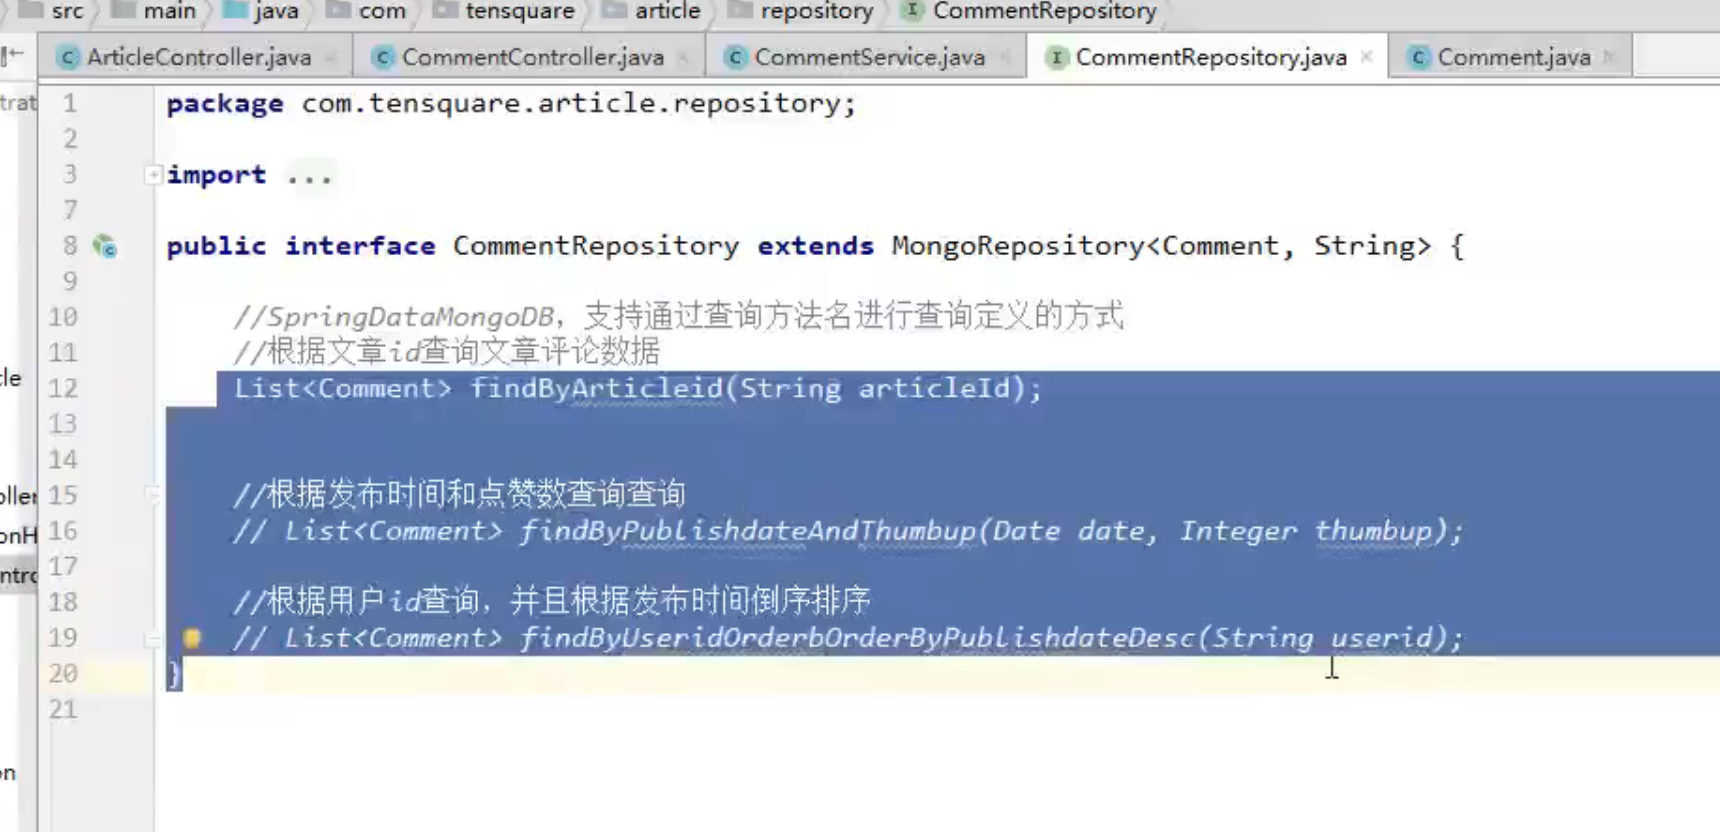 src main java com tensquare article repository CommentRepository
ArticleController.java CommentController.java CommentService.java CommentRepository.java Comment.java
trat
1 package com.tensquare.article.repository;
2
3 import ...
7
8 public interface CommentRepository extends MongoRepository<Comment, String> {
9
10 //SpringDataMongoDB，支持通过查询方法名进行查询定义的方式
11 //根据文章id查询文章评论数据
cle
12 List<Comment> findByArticleid(String articleId);
13
14
oller
15 //根据发布时间和点赞数查询查询
onH
16 // List<Comment> findByPublishdateAndThumbup(Date date, Integer thumbup);
ntro
17
18 //根据用户id查询，并且根据发布时间倒序排序
19 // List<Comment> findByUseridOrderbOrderByPublishdateDesc(String userid);
20 }
21
on